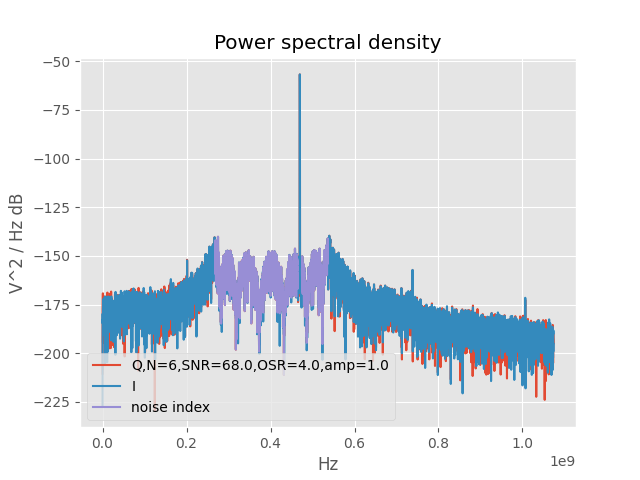 Power spectral density
V^2 / Hz dB
−50
−75
−100
−125
−150
−175
−200
−225
Q,N=6,SNR=68.0,OSR=4.0,amp=1.0
I
noise index
0.0 0.2 0.4 0.6 0.8 1.0
1e9
Hz